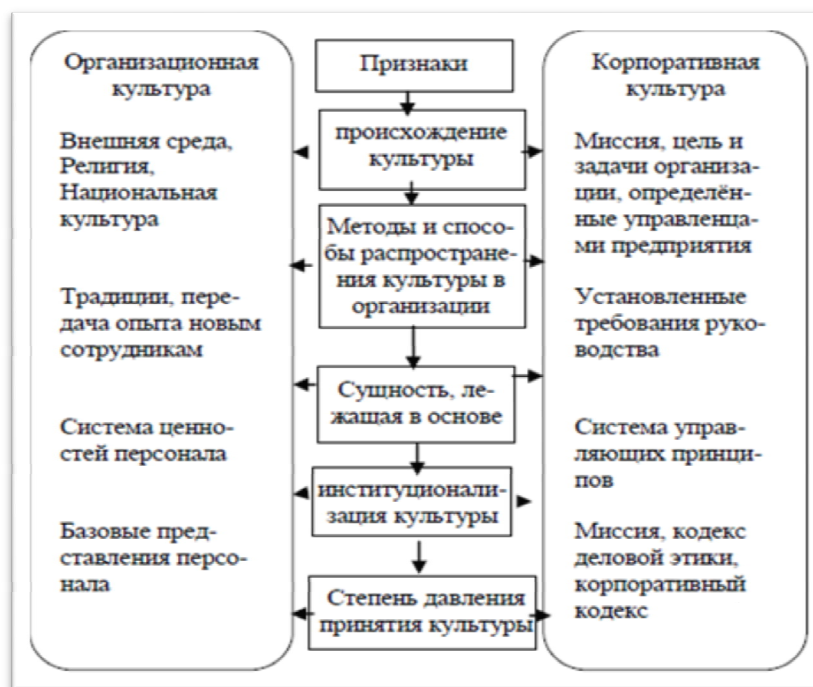 Организационная
культура
Внешняя среда,
Религия,
Национальная
культура
Традиции, пере-
дача опыта новым
сотрудникам
Система ценно-
стей персонала
Базовые пред-
ставления персо-
нала
Признаки
происхождение
культуры
Методы и спосо-
бы распростране-
ния культуры в
организации
Сущность, ле-
жащая в основе
институционали-
зация культуры
Степень давления
принятия культуры
Корпоративная
культура
Миссия, цель и
задачи организа-
ции, определён-
ные управленца-
ми предприятия
Установленные
требования руко-
водства
Система управ-
ляющих принци-
пов
Миссия, кодекс
деловой этики,
корпоративный
кодекс